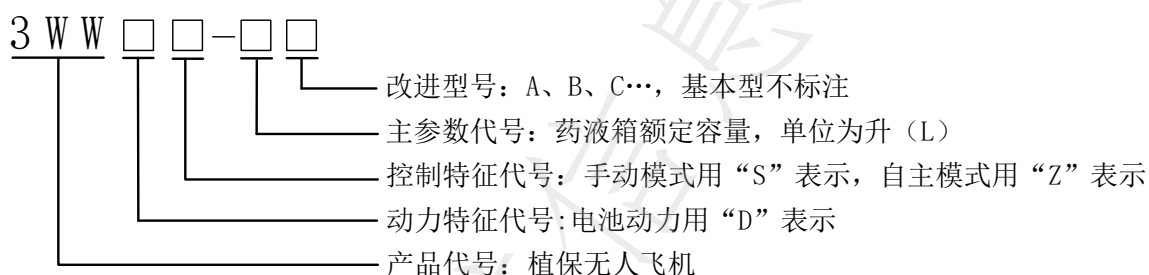 3WW□□-□□
改进型号：A、B、C…，基本型不标注
主参数代号：药液箱额定容量，单位为升（L）
控制特征代号：手动模式用“S”表示，自主模式用“Z”表示
动力特征代号:电池动力用“D”表示
产品代号：植保无人飞机